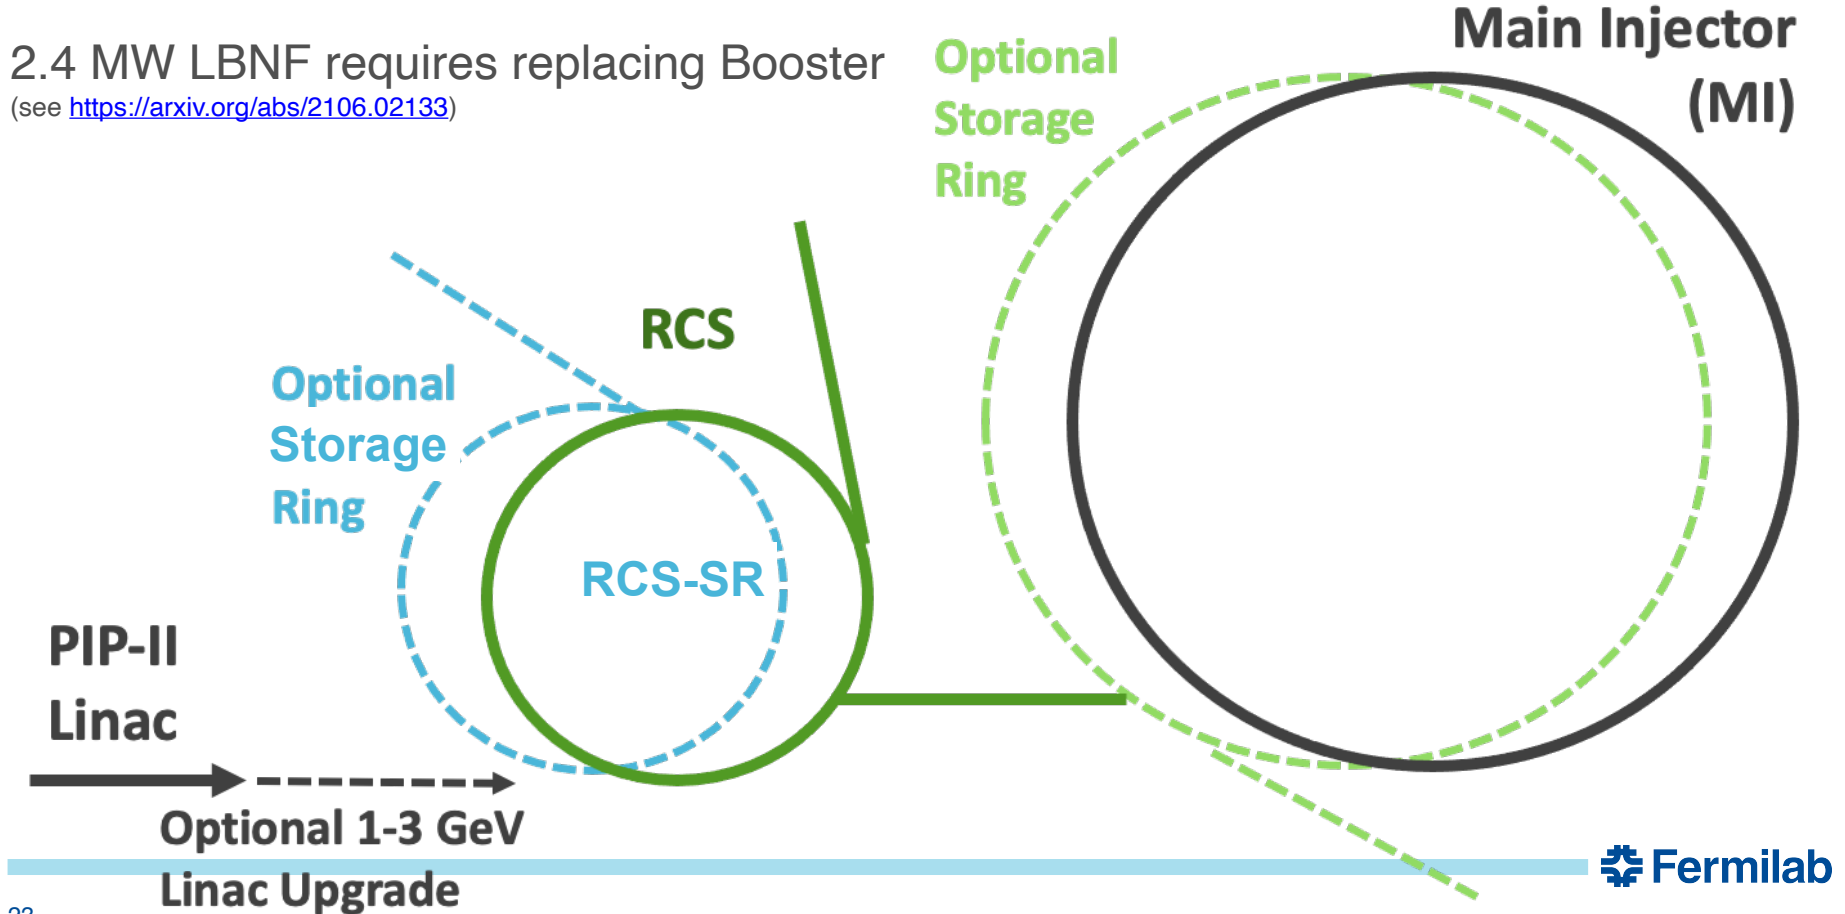 2.4 MW LBNF requires replacing Booster
(see https://arxiv.org/abs/2106.02133)
Optional
Storage
Ring
Main Injector
(MI)
RCS
Optional
Storage
Ring
RCS-SR
PIP-II
Linac
Optional 1-3 GeV
Linac Upgrade
Fermilab